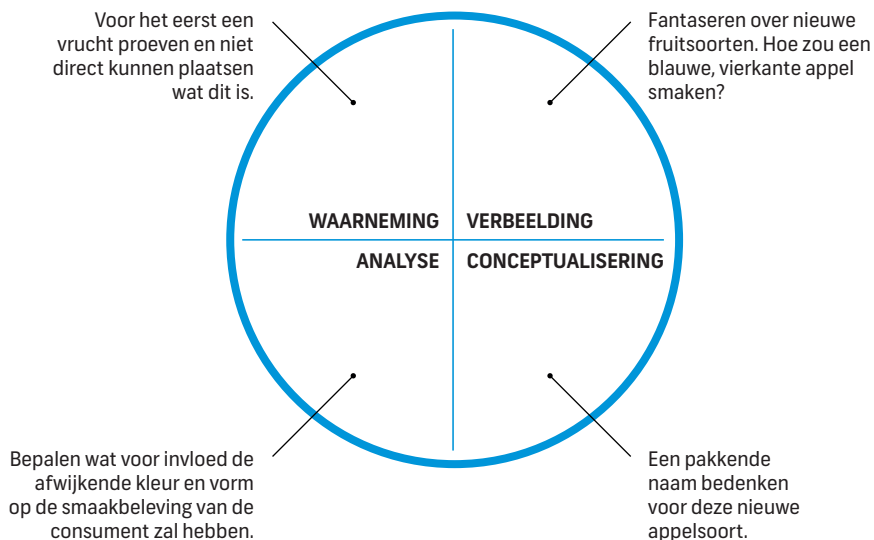 Voor het eerst een
vrucht proeven en niet
direct kunnen plaatsen
wat dit is.
Fantaseren over nieuwe
fruitsoorten. Hoe zou een
blauwe, vierkante appel
smaken?
WAARNEMING
VERBEELDING
ANALYSE
CONCEPTUALISERING
Bepalen wat voor invloed de
afwijkende kleur en vorm
op de smaakbeleving van de
consument zal hebben.
Een pakkende
naam bedenken
voor deze nieuwe
appelsoort.